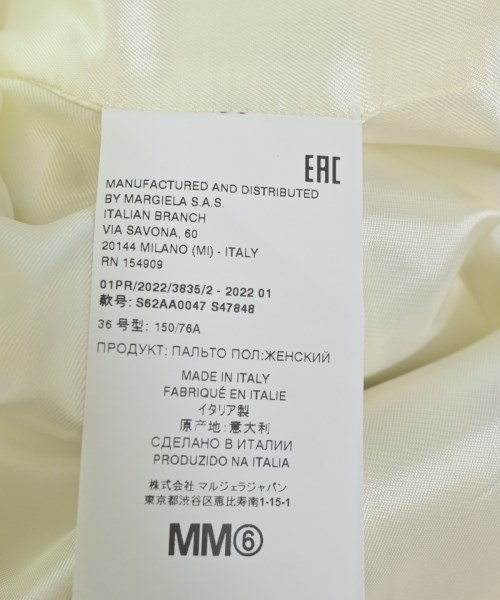 EAC
MANUFACTURED AND DISTRIBUTED
BY MARGIELA S.A.S.
ITALIAN BRANCH
VIA SAVONA, 60
20144 MILANO (MI) - ITALY
RN 154909
01PR/2022/3835/2 - 2022 01
款号: S62AA0047 S47848
36 号型: 150/76A
ПРОДУКТ: ПАЛЬТО ПОЛ:ЖЕНСКИЙ
MADE IN ITALY
FABRIQUÉ EN ITALIE
イタリア製
原产地: 意大利
СДЕЛАНО В ИТАЛИИ
PRODUZIDO NA ITALIA
株式会社 マルジェラジャパン
東京都渋谷区恵比寿南1-15-1
MM⑥